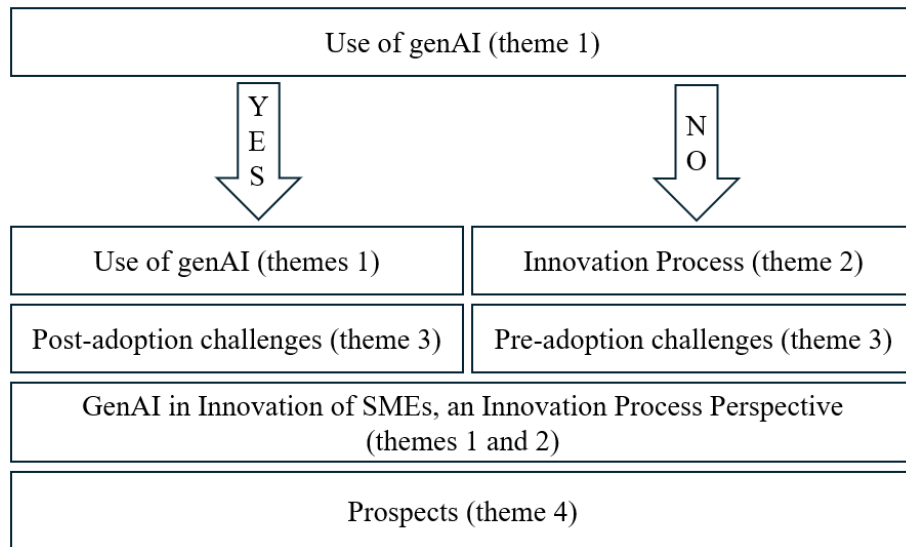 Use of genAI (theme 1)
YES
NO
Use of genAI (themes 1)
Innovation Process (theme 2)
Post-adoption challenges (theme 3)
Pre-adoption challenges (theme 3)
GenAI in Innovation of SMEs, an Innovation Process Perspective
(themes 1 and 2)
Prospects (theme 4)